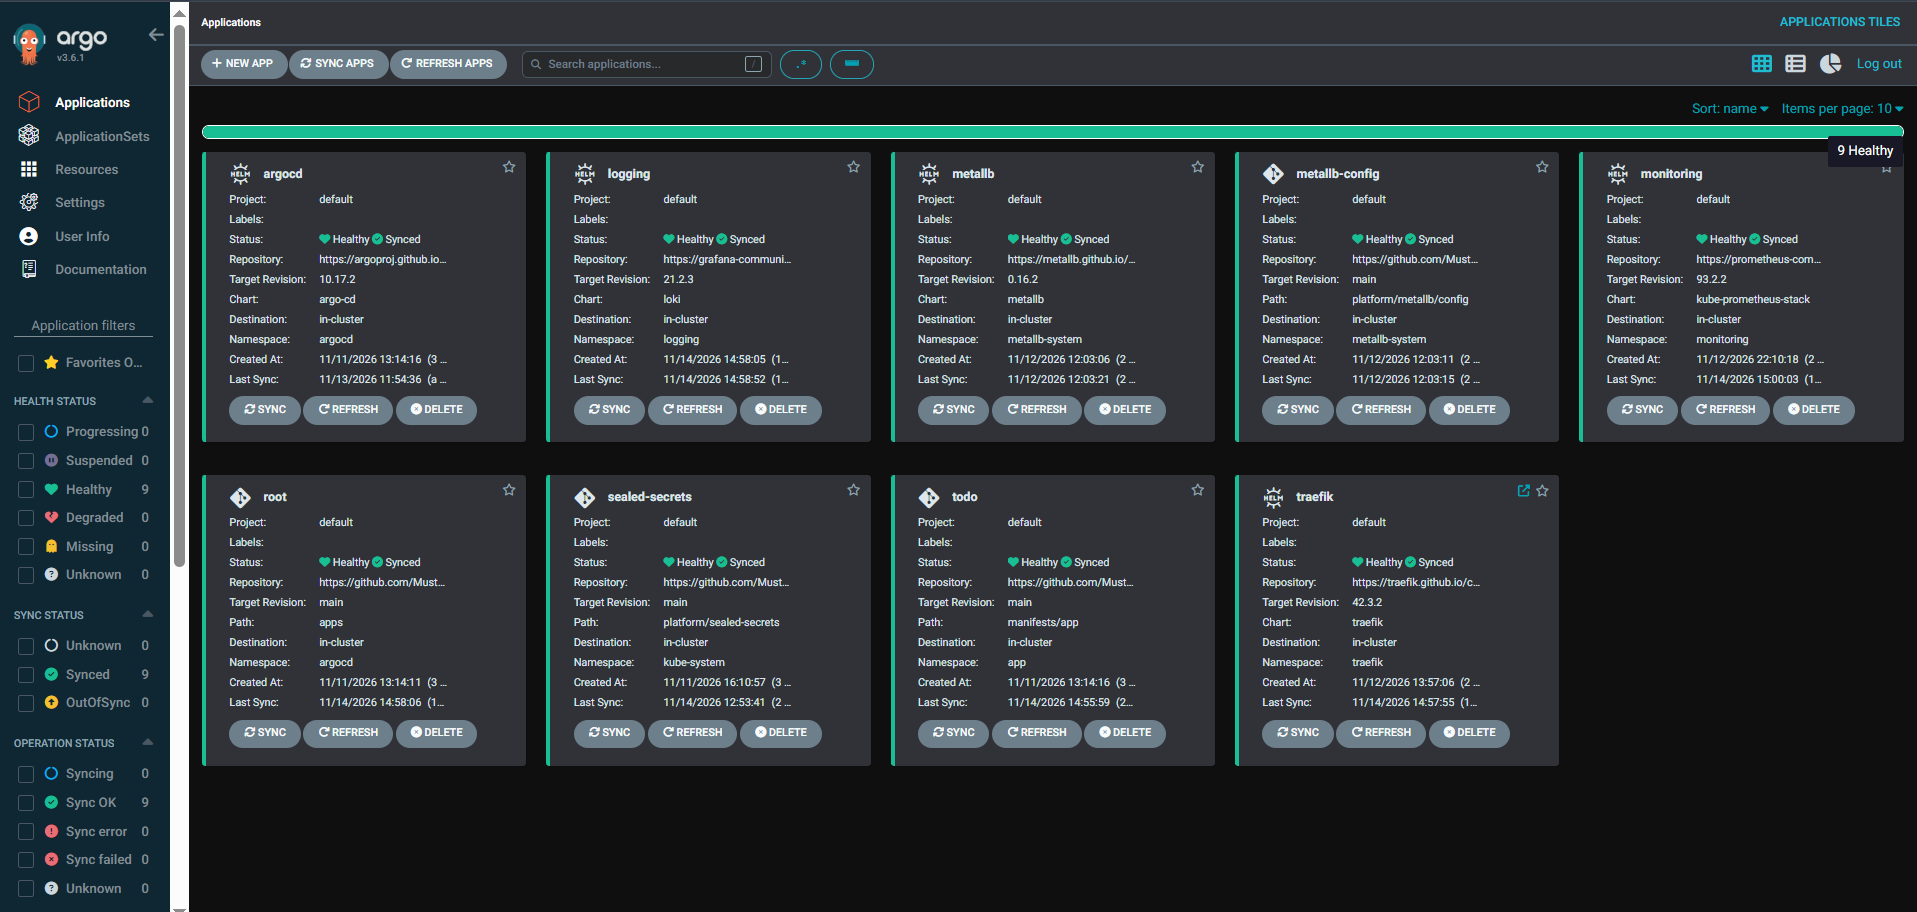 argo
v3.6.1
Applications
ApplicationSets
Resources
Settings
User Info
Documentation
Application filters
Favorites O...
HEALTH STATUS
Progressing 0
Suspended 0
Healthy 9
Degraded 0
Missing 0
Unknown 0
SYNC STATUS
Unknown 0
Synced 9
OutOfSync 0
OPERATION STATUS
Syncing 0
Sync OK 9
Sync error 0
Sync failed 0
Unknown 0
Applications
APPLICATIONS TILES
NEW APP SYNC APPS REFRESH APPS Search applications... / .* Log out
Sort: name Items per page: 10
9 Healthy
HELM argocd
Project: default
Labels:
Status: Healthy Synced
Repository: https://argoproj.github.io...
Target Revision: 10.17.2
Chart: argo-cd
Destination: in-cluster
Namespace: argocd
Created At: 11/11/2026 13:14:16 (3 ...
Last Sync: 11/13/2026 11:54:36 (a ...
SYNC REFRESH DELETE
HELM logging
Project: default
Labels:
Status: Healthy Synced
Repository: https://grafana-communi...
Target Revision: 21.2.3
Chart: loki
Destination: in-cluster
Namespace: logging
Created At: 11/14/2026 14:58:05 (1...
Last Sync: 11/14/2026 14:58:52 (1...
SYNC REFRESH DELETE
HELM metallb
Project: default
Labels:
Status: Healthy Synced
Repository: https://metallb.github.io/...
Target Revision: 0.16.2
Chart: metallb
Destination: in-cluster
Namespace: metallb-system
Created At: 11/12/2026 12:03:06 (2 ...
Last Sync: 11/12/2026 12:03:21 (2 ...
SYNC REFRESH DELETE
metallb-config
Project: default
Labels:
Status: Healthy Synced
Repository: https://github.com/Must...
Target Revision: main
Path: platform/metallb/config
Destination: in-cluster
Namespace: metallb-system
Created At: 11/12/2026 12:03:11 (2 ...
Last Sync: 11/12/2026 12:03:15 (2 ...
SYNC REFRESH DELETE
HELM monitoring
Project: default
Labels:
Status: Healthy Synced
Repository: https://prometheus-com...
Target Revision: 93.2.2
Chart: kube-prometheus-stack
Destination: in-cluster
Namespace: monitoring
Created At: 11/12/2026 22:10:18 (2 ...
Last Sync: 11/14/2026 15:00:03 (1...
SYNC REFRESH DELETE
root
Project: default
Labels:
Status: Healthy Synced
Repository: https://github.com/Must...
Target Revision: main
Path: apps
Destination: in-cluster
Namespace: argocd
Created At: 11/11/2026 13:14:11 (3 ...
Last Sync: 11/14/2026 14:58:06 (1...
SYNC REFRESH DELETE
sealed-secrets
Project: default
Labels:
Status: Healthy Synced
Repository: https://github.com/Must...
Target Revision: main
Path: platform/sealed-secrets
Destination: in-cluster
Namespace: kube-system
Created At: 11/11/2026 16:10:57 (3 ...
Last Sync: 11/14/2026 12:53:41 (2 ...
SYNC REFRESH DELETE
todo
Project: default
Labels:
Status: Healthy Synced
Repository: https://github.com/Must...
Target Revision: main
Path: manifests/app
Destination: in-cluster
Namespace: app
Created At: 11/11/2026 13:14:16 (3 ...
Last Sync: 11/14/2026 14:55:59 (2...
SYNC REFRESH DELETE
HELM traefik
Project: default
Labels:
Status: Healthy Synced
Repository: https://traefik.github.io/c...
Target Revision: 42.3.2
Chart: traefik
Destination: in-cluster
Namespace: traefik
Created At: 11/12/2026 13:57:06 (2 ...
Last Sync: 11/14/2026 14:57:55 (1...
SYNC REFRESH DELETE